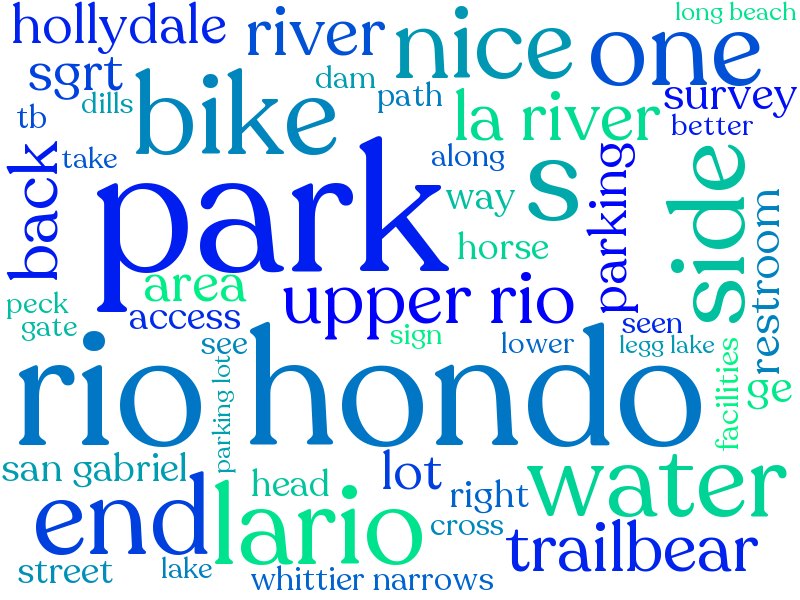 long beach
hollydale
river
nice
one
sgrt
bike
dam
path
survey
dills
la river
tb
better
back
take
park
along
s
parking
side
way
horse
restroom
area
upper rio
peck
gate
access
sign
seen
see
lower
legg lake
rio hondo
parking lot
facilities
ge
san gabriel
end
lario
head
lot
right
water
cross
trailbear
street
lake
whittier narrows